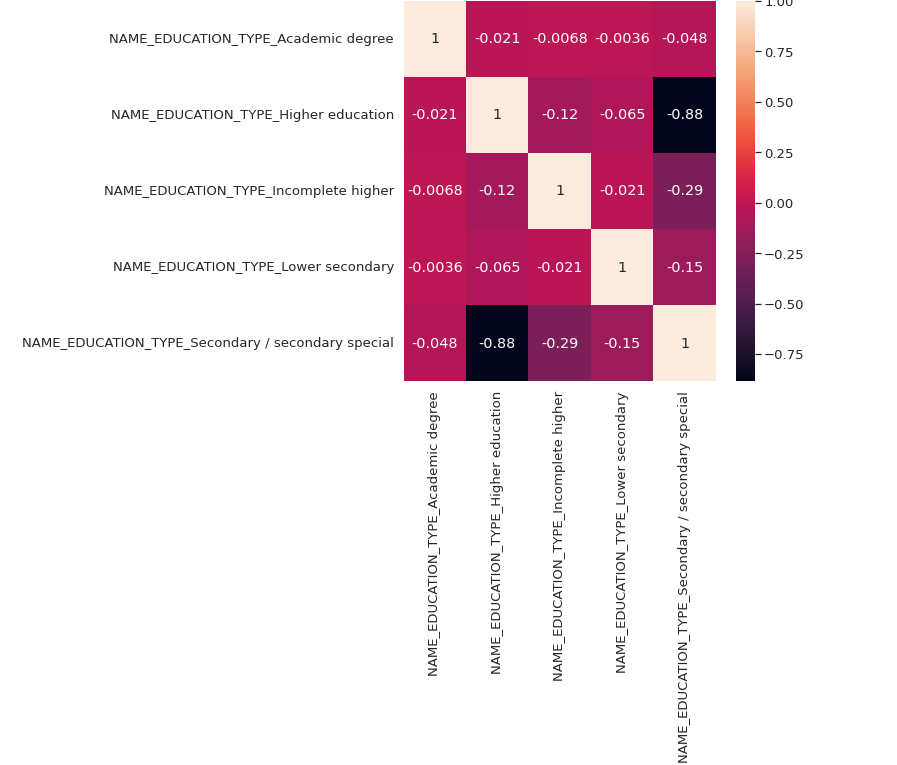 NAME_EDUCATION_TYPE_Academic degree 1 -0.021 -0.0068 -0.0036 -0.048
NAME_EDUCATION_TYPE_Higher education -0.021 1 -0.12 -0.065 -0.88
NAME_EDUCATION_TYPE_Incomplete higher -0.0068 -0.12 1 -0.021 -0.29
NAME_EDUCATION_TYPE_Lower secondary -0.0036 -0.065 -0.021 1 -0.15
NAME_EDUCATION_TYPE_Secondary / secondary special -0.048 -0.88 -0.29 -0.15 1
NAME_EDUCATION_TYPE_Academic degree
NAME_EDUCATION_TYPE_Higher education
NAME_EDUCATION_TYPE_Incomplete higher
NAME_EDUCATION_TYPE_Lower secondary
NAME_EDUCATION_TYPE_Secondary / secondary special
1.00
0.75
0.50
0.25
0.00
−0.25
−0.50
−0.75